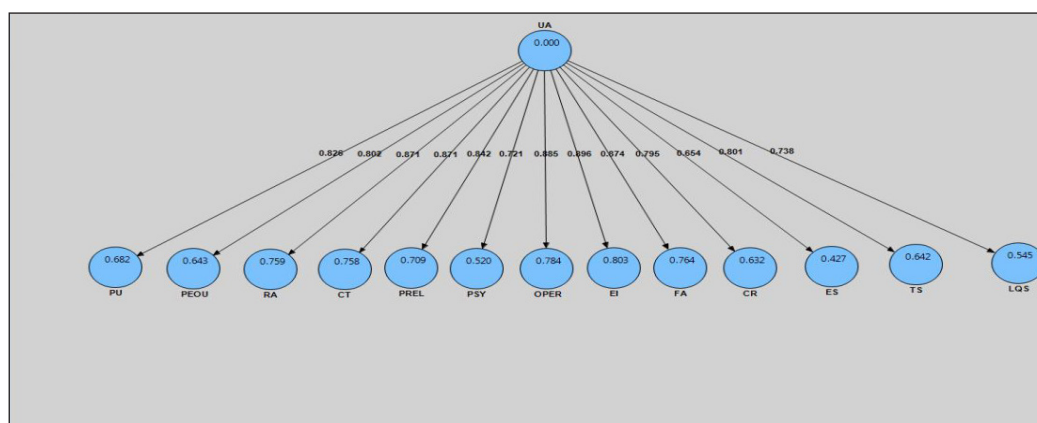 UA
0.000
0.826 0.802 0.871 0.871 0.842 0.721 0.885 0.896 0.874 0.795 0.654 0.801 0.738
0.682 0.643 0.759 0.758 0.709 0.520 0.784 0.803 0.764 0.632 0.427 0.642 0.545
PU PEOU RA CT PREL PSY OPER EI FA CR ES TS LQS